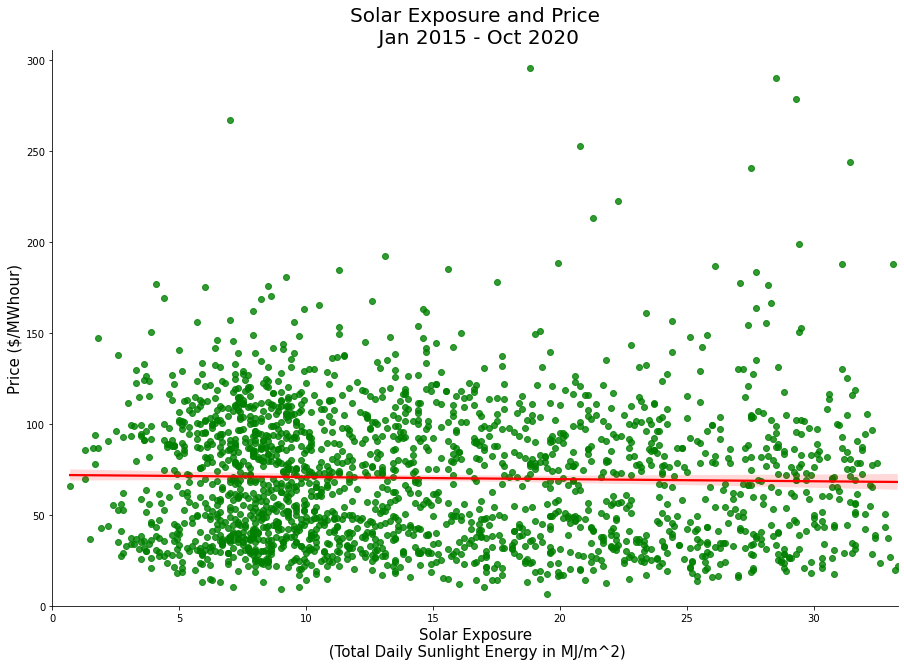 Solar Exposure and Price
Jan 2015 - Oct 2020
300
250
200
150
100
50
0
Price ($/MWhour)
0 5 10 15 20 25 30
Solar Exposure
(Total Daily Sunlight Energy in MJ/m^2)